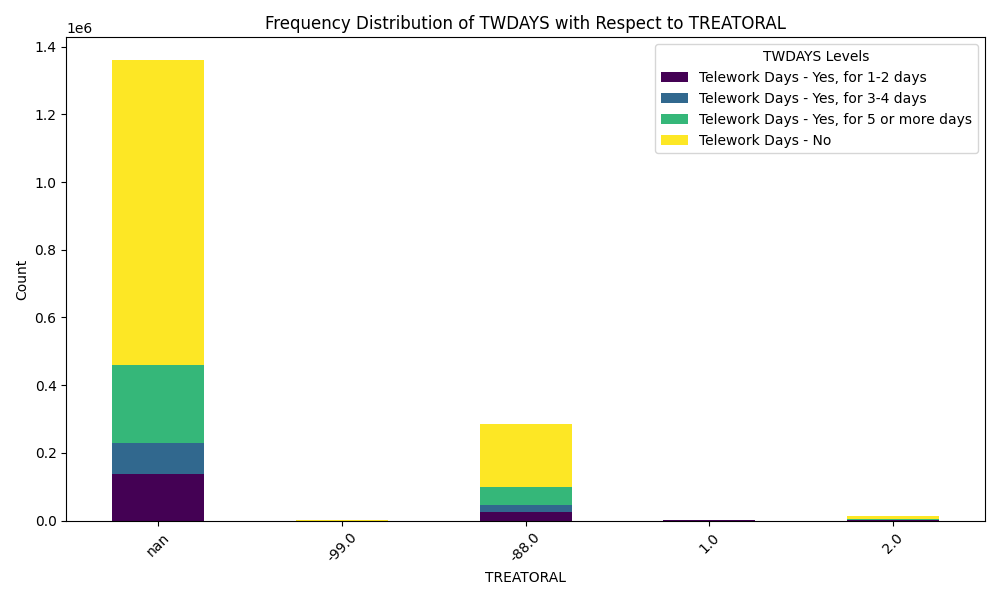 Frequency Distribution of TWDAYS with Respect to TREATORAL
1e6
TWDAYS Levels
Telework Days - Yes, for 1-2 days
Telework Days - Yes, for 3-4 days
Telework Days - Yes, for 5 or more days
Telework Days - No
Count
1.4
1.2
1.0
0.8
0.6
0.4
0.2
0.0
nan
-99.0
-88.0
1.0
2.0
TREATORAL